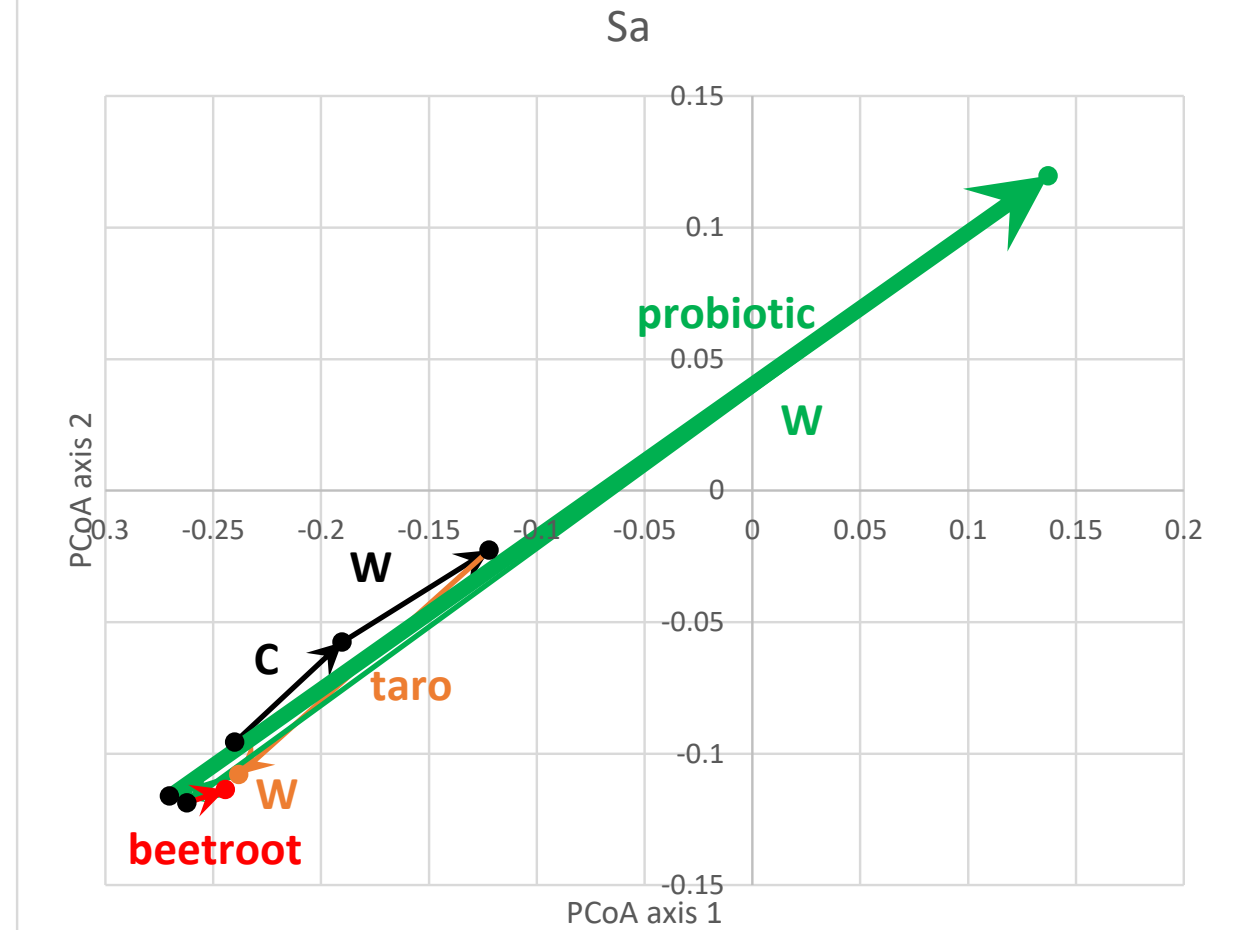 Sa
0.15
0.1
probiotic
0.05
W
0
PCoA axis 2
0.3 -0.25 -0.2 -0.15 -0.1 -0.05 0 0.05 0.1 0.15 0.2
W
-0.05
C
taro
-0.1
W
beetroot
-0.15
PCoA axis 1